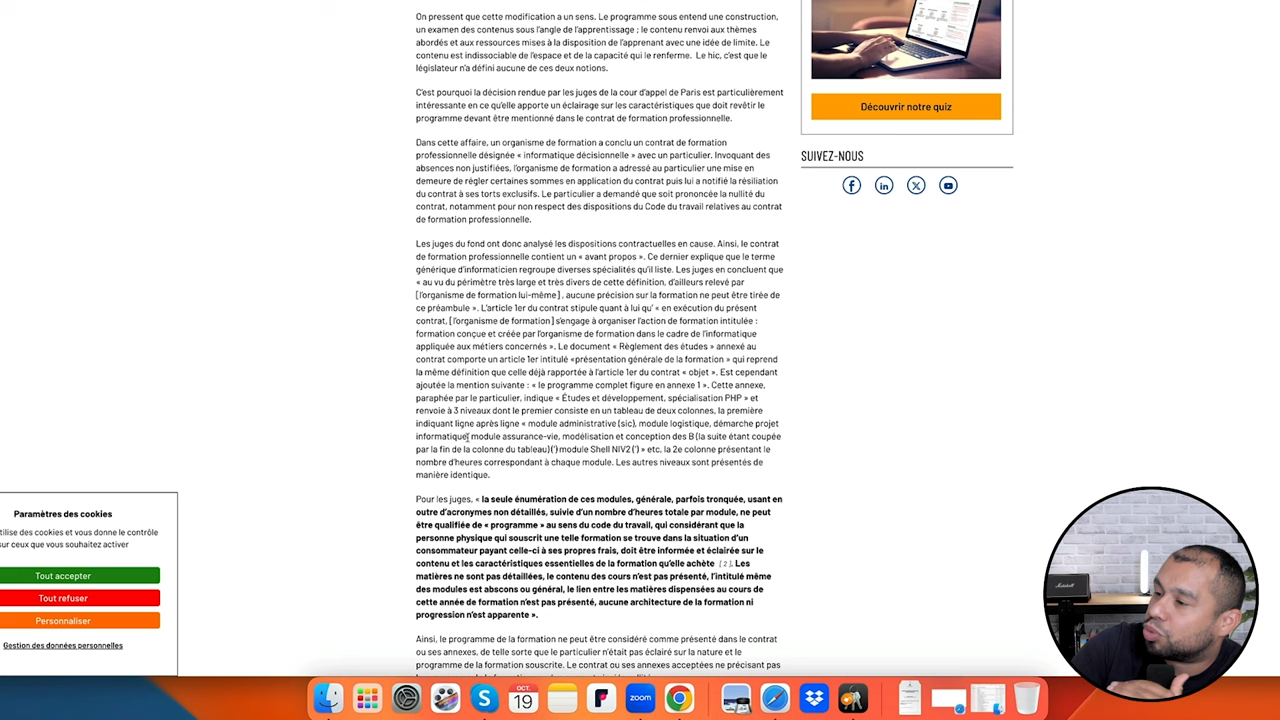 On pressent que cette modification a un sens. Le programme sous entend une construction,
un examen des contenus sous l'angle de l'apprentissage ; le contenu renvoi aux thèmes
abordés et aux ressources mises à la disposition de l'apprenant avec une idée de limite. Le
contenu est indissociable de l'espace et de la capacité qui le renferme. Le hic, c'est que le
législateur n'a défini aucune de ces deux notions.
C'est pourquoi la décision rendue par les juges de la cour d'appel de Paris est particulièrement
intéressante en ce qu'elle apporte un éclairage sur les caractéristiques que doit revêtir le
programme devant être mentionné dans le contrat de formation professionnelle.
Dans cette affaire, un organisme de formation a conclu un contrat de formation
professionnelle désignée « informatique décisionnelle » avec un particulier. Invoquant des
absences non justifiées, l'organisme de formation a adressé au particulier une mise en
demeure de régler certaines sommes en application du contrat puis lui a notifié la résiliation
du contrat à ses torts exclusifs. Le particulier a demandé que soit prononcée la nullité du
contrat, notamment pour non respect des dispositions du Code du travail relatives au contrat
de formation professionnelle.
Les juges du fond ont donc analysé les dispositions contractuelles en cause. Ainsi, le contrat
de formation professionnelle contient un « avant propos ». Ce dernier explique que le terme
générique d'informaticien regroupe diverses spécialités qu'il liste. Les juges en concluent que
« au vu du périmètre très large et très divers de cette définition, d'ailleurs relevé par
[l'organisme de formation lui-même] , aucune précision sur la formation ne peut être tirée de
ce préambule ». L'article 1er du contrat stipule quant à lui qu' « en exécution du présent
contrat, [l'organisme de formation] s'engage à organiser l'action de formation intitulée :
formation conçue et créée par l'organisme de formation dans le cadre de l'informatique
appliquée aux métiers concernés ». Le document « Règlement des études » annexé au
contrat comporte un article 1er intitulé «présentation générale de la formation » qui reprend
la même définition que celle déjà rapportée à l'article 1er du contrat « objet ». Est cependant
ajoutée la mention suivante : « le programme complet figure en annexe 1 ». Cette annexe,
paraphée par le particulier, indique « Études et développement, spécialisation PHP » et
renvoie à 3 niveaux dont le premier consiste en un tableau de deux colonnes, la première
indiquant ligne après ligne « module administrative (sic), module logistique, démarche projet
informatique, module assurance-vie, modélisation et conception des B (la suite étant coupée
par la fin de la colonne du tableau)(') module Shell NIV2 (') » etc, la 2e colonne présentant le
nombre d'heures correspondant à chaque module. Les autres niveaux sont présentés de
manière identique.
Pour les juges, « la seule énumération de ces modules, générale, parfois tronquée, usant en
outre d'acronymes non détaillés, suivie d'un nombre d'heures totale par module, ne peut
être qualifiée de « programme » au sens du code du travail, qui considérant que la
personne physique qui souscrit une telle formation se trouve dans la situation d'un
consommateur payant celle-ci à ses propres frais, doit être informée et éclairée sur le
contenu et les caractéristiques essentielles de la formation qu'elle achète [2]. Les
matières ne sont pas détaillées, le contenu des cours n'est pas présenté, l'intitulé même
des modules est abscons ou général, le lien entre les matières dispensées au cours de
cette année de formation n'est pas présenté, aucune architecture de la formation ni
progression n'est apparente ».
Ainsi, le programme de la formation ne peut être considéré comme présenté dans le contrat
ou ses annexes, de telle sorte que le particulier n'était pas éclairé sur la nature et le
programme de la formation souscrite. Le contrat ou ses annexes acceptées ne précisant pas
Découvrir notre quiz
SUIVEZ-NOUS
Paramètres des cookies
tilise des cookies et vous donne le contrôle
sur ceux que vous souhaitez activer
Tout accepter
Tout refuser
Personnaliser
Gestion des données personnelles
Marshall
OCT.
19
zoom